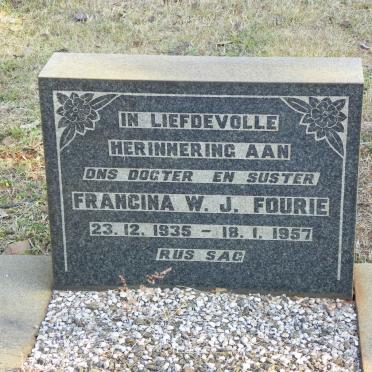 IN LIEFDEVOLLE
HERINNERING AAN
ONS DOGTER EN SUSTER
FRANCINA W. J. FOURIE
23. 12. 1935 – 18. 1. 1957
RUS SAG